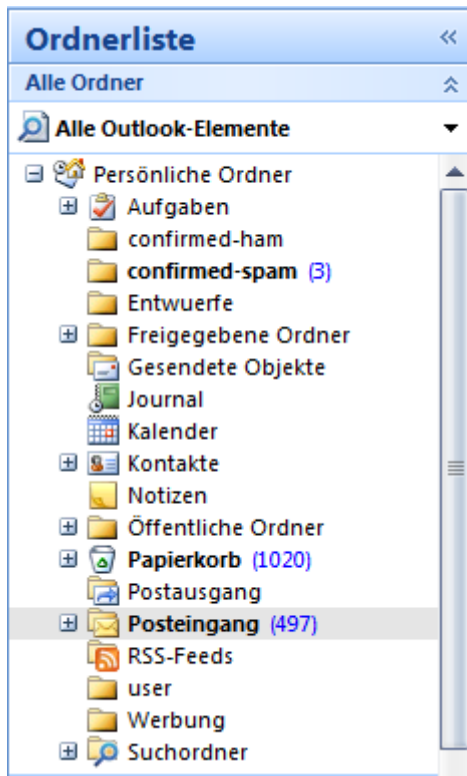 Ordnerliste
Alle Ordner
Alle Outlook-Elemente
Persönliche Ordner
Aufgaben
confirmed-ham
confirmed-spam (3)
Entwuerfe
Freigegebene Ordner
Gesendete Objekte
Journal
Kalender
Kontakte
Notizen
Öffentliche Ordner
Papierkorb (1020)
Postausgang
Posteingang (497)
RSS-Feeds
user
Werbung
Suchordner